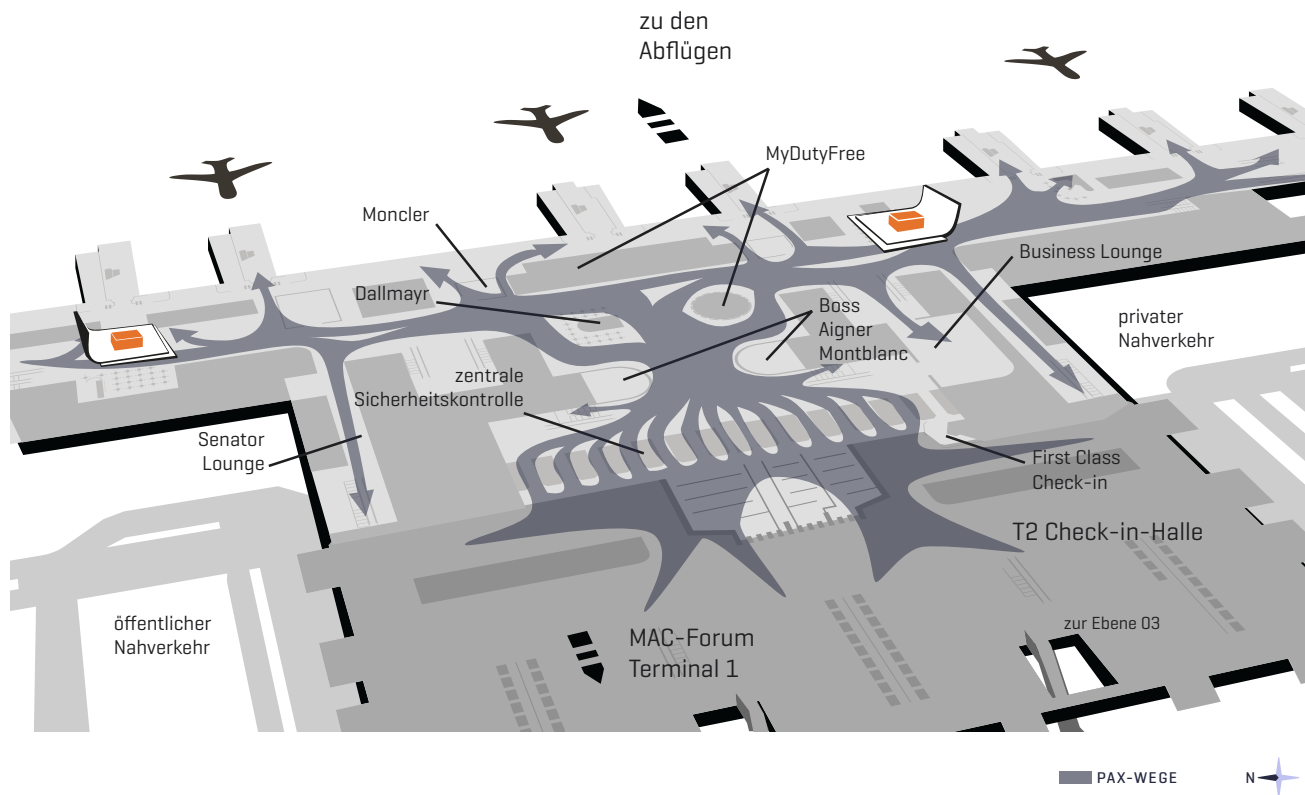 zu den
Abflügen
MyDutyFree
Moncler
Business Lounge
Dallmayr
Boss
Aigner
Montblanc
privater
Nahverkehr
zentrale
Sicherheitskontrolle
Senator
Lounge
First Class
Check-in
T2 Check-in-Halle
öffentlicher
Nahverkehr
zur Ebene 03
MAC-Forum
Terminal 1
PAX-WEGE
N